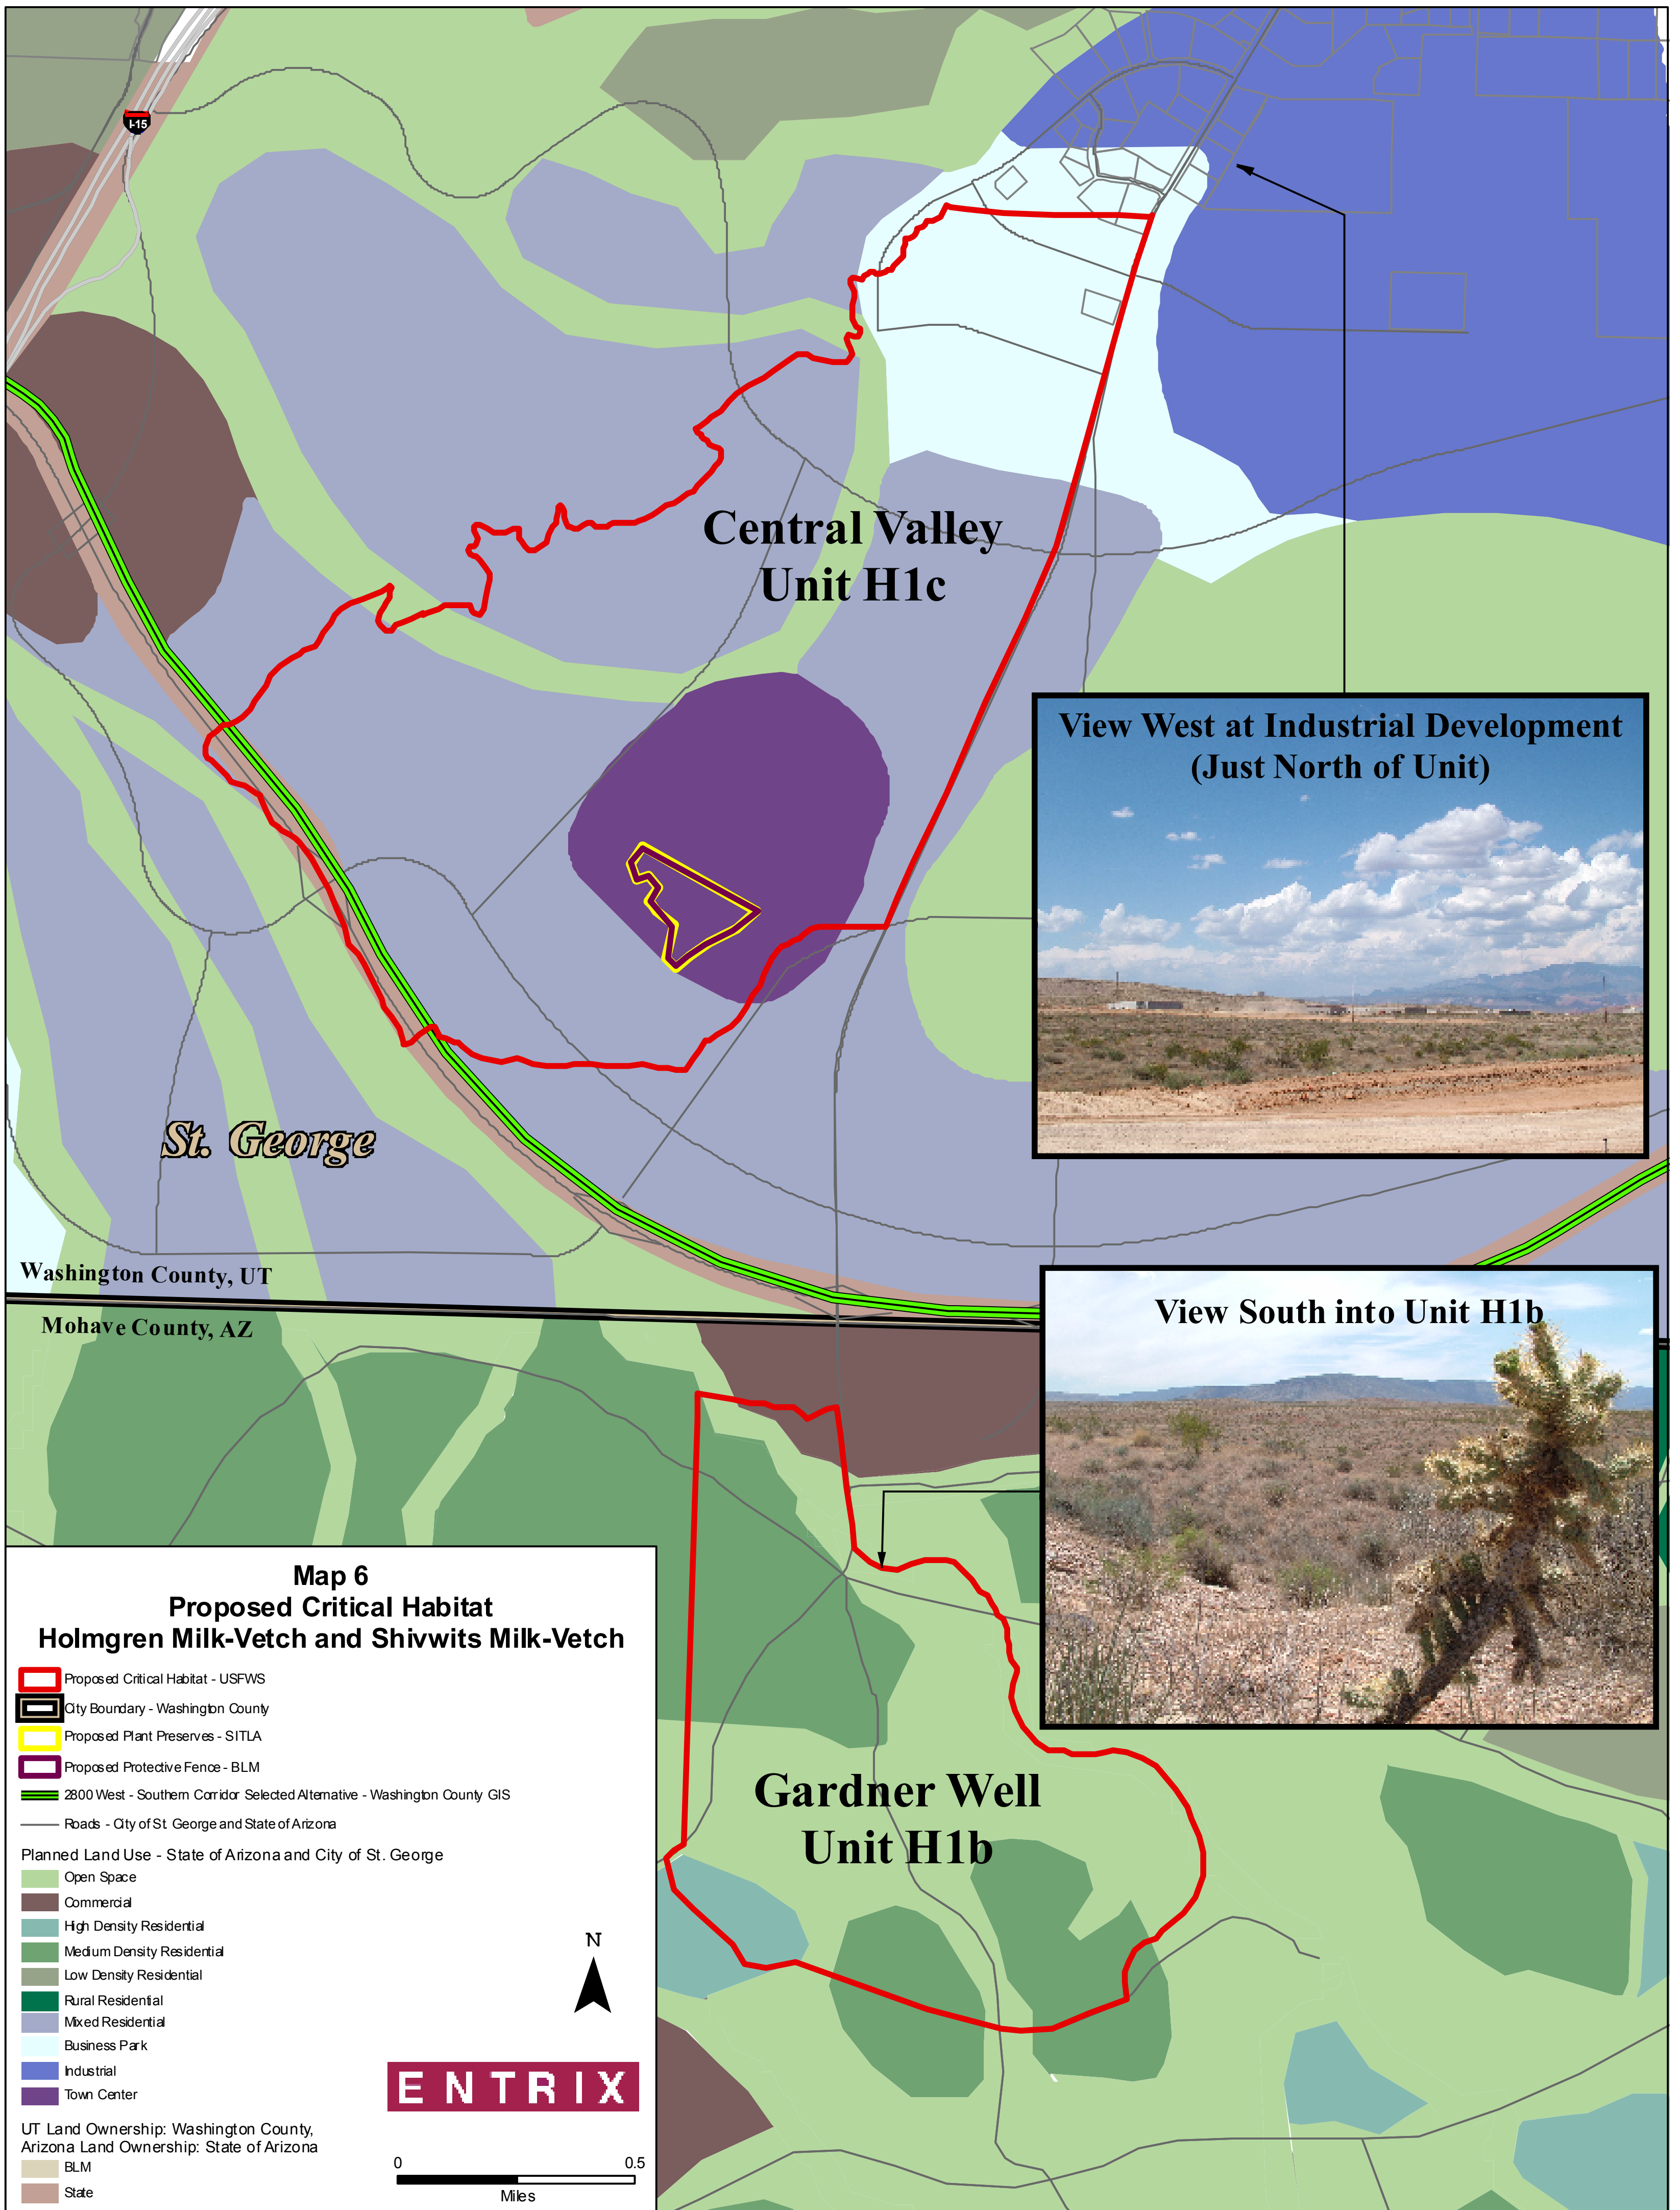 I-15
Central Valley
Unit H1c
View West at Industrial Development
(Just North of Unit)
St. George
Washington County, UT
Mohave County, AZ
View South into Unit H1b
Gardner Well
Unit H1b
Map 6
Proposed Critical Habitat
Holmgren Milk-Vetch and Shivwits Milk-Vetch
Proposed Critical Habitat - USFWS
City Boundary - Washington County
Proposed Plant Preserves - SITLA
Proposed Protective Fence - BLM
2800 West - Southern Corridor Selected Alternative - Washington County GIS
Roads - City of St. George and State of Arizona
Planned Land Use - State of Arizona and City of St. George
Open Space
Commercial
High Density Residential
Medium Density Residential
Low Density Residential
Rural Residential
Mixed Residential
Business Park
Industrial
Town Center
UT Land Ownership: Washington County,
Arizona Land Ownership: State of Arizona
BLM
State
N
ENTRIX
0 0.5
Miles